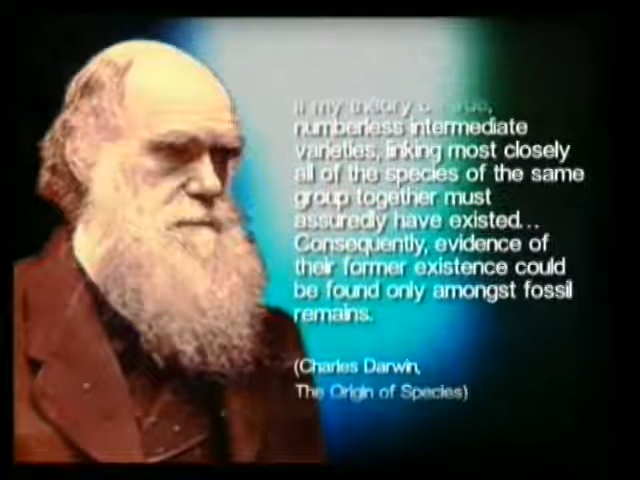 If my theory be true,
numberless intermediate
varieties, linking most closely
all of the species of the same
group together must
assuredly have existed...
Consequently, evidence of
their former existence could
be found only amongst fossil
remains.
(Charles Darwin,
The Origin of Species)